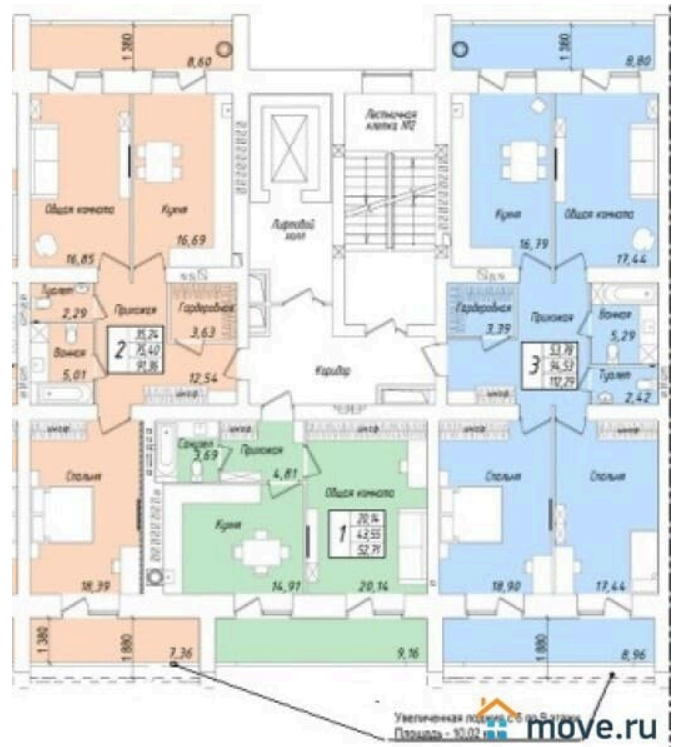 1 380
8,60
1 380
8,80
Лестничная
клетка №2
Общая комната
16,85
Кухня
16,69
Лифтовой
холл
Кухня
16,79
Общая комната
17,44
Туалет
2,29
Прихожая
Гардеробная
3,63
2
35,24
75,40
91,36
Ванная
5,01
12,54
Коридор
Гардеробная
3,39
Прихожая
Ванная
5,29
3
53,78
94,53
112,29
Туалет
2,42
шкаф
шкаф
шкаф
шкаф
шкаф
Санузел
3,69
Прихожая
4,81
Спальня
18,39
Кухня
14,91
Общая комната
20,14
1
20,14
43,55
52,71
Спальня
18,90
Спальня
17,44
1 380
1 880
7,36
9,16
1 880
8,96
Увеличенная лоджия с 6 по 9 этажи
Площадь - 10,02
move.ru